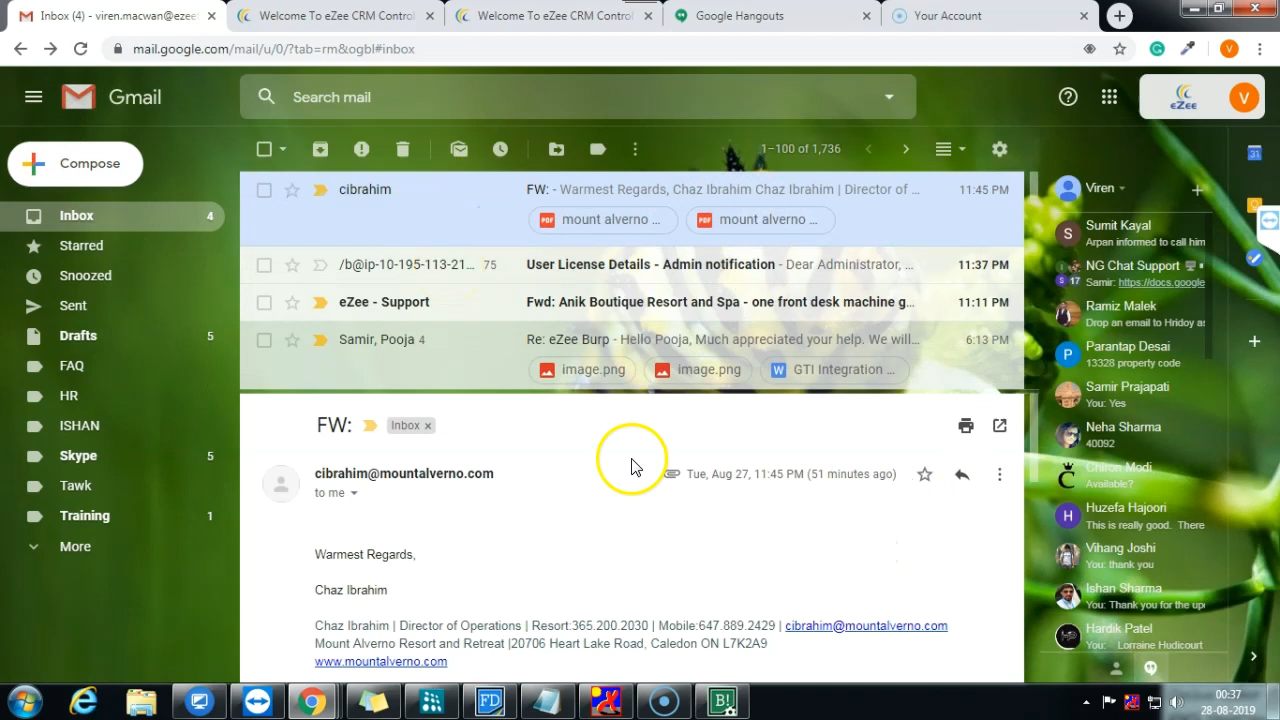 Inbox (4) - viren.macwan@ezee
Welcome To eZee CRM Control
Welcome To eZee CRM Control
Google Hangouts
Your Account
mail.google.com/mail/u/0/?tab=rm&ogbl#inbox
V
Gmail
Search mail
eZee
V
Compose
1–100 of 1,736
31
Inbox 4
Starred
Snoozed
Sent
Drafts 5
FAQ
HR
ISHAN
Skype 5
Tawk
Training 1
More
cibrahim
FW: - Warmest Regards, Chaz Ibrahim Chaz Ibrahim | Director of ...
11:45 PM
PDF mount alverno ...
PDF mount alverno ...
/b@ip-10-195-113-21... 75
User License Details - Admin notification - Dear Administrator, ...
11:37 PM
eZee - Support
Fwd: Anik Boutique Resort and Spa - one front desk machine g...
11:11 PM
Samir, Pooja 4
Re: eZee Burp - Hello Pooja, Much appreciated your help. We will...
6:13 PM
image.png
image.png
W GTI Integration ...
FW:
Inbox x
cibrahim@mountalverno.com
Tue, Aug 27, 11:45 PM (51 minutes ago)
to me
Warmest Regards,
Chaz Ibrahim
Chaz Ibrahim | Director of Operations | Resort:365.200.2030 | Mobile:647.889.2429 | cibrahim@mountalverno.com
Mount Alverno Resort and Retreat |20706 Heart Lake Road, Caledon ON L7K2A9
www.mountalverno.com
Viren
S
Sumit Kayal
Arpan informed to call him
NG Chat Support
S 17
Samir: https://docs.google
Ramiz Malek
Drop an email to Hridoy as
P
Parantap Desai
13328 property code
Samir Prajapati
You: Yes
Neha Sharma
40092
Chiron Modi
Available?
H
Huzefa Hajoori
This is really good. There
Vihang Joshi
You: thank you
Ishan Sharma
You: Thank you for the up
Hardik Patel
You: Lorraine Hudicourt
FD
B!
00:37
28-08-2019